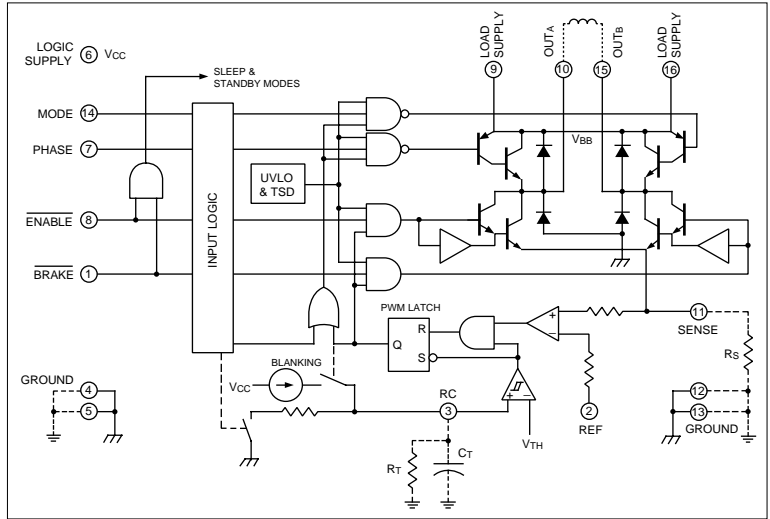 LOGIC
SUPPLY
6
VCC
SLEEP &
STANDBY MODES
LOAD
SUPPLY
9
OUTA
10
OUTB
15
LOAD
SUPPLY
16
MODE
14
PHASE
7
ENABLE
8
BRAKE
1
INPUT LOGIC
UVLO
& TSD
VBB
PWM LATCH
R
Q
S
+
–
11
SENSE
RS
BLANKING
VCC
GROUND
4
5
RC
3
+ –
VTH
2
REF
12
13
GROUND
RT
CT